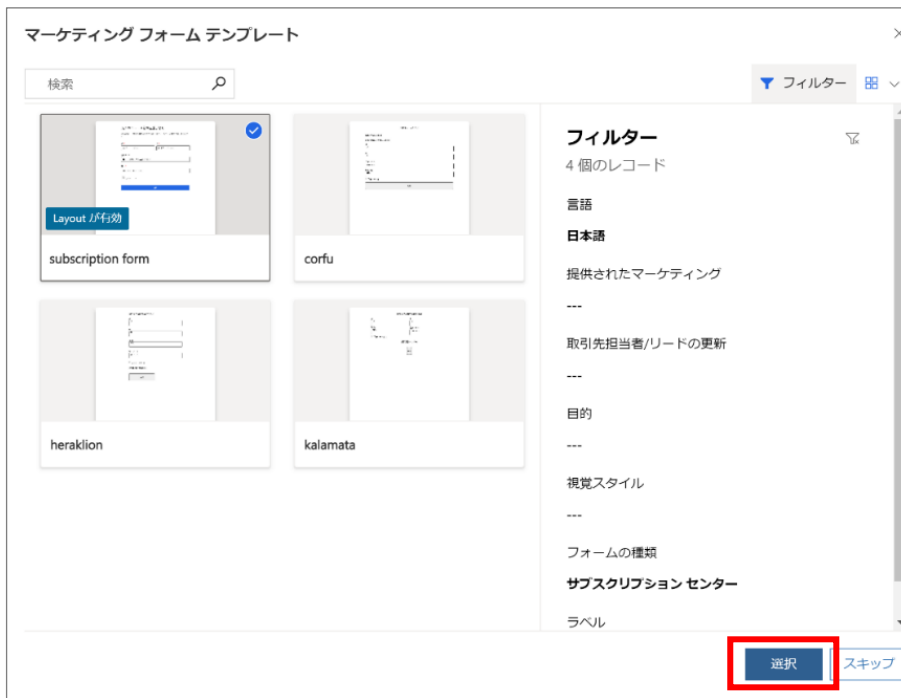 マーケティング フォーム テンプレート
検索
フィルター
Layout が有効
subscription form
corfu
heraklion
kalamata
フィルター
4 個のレコード
言語
日本語
提供されたマーケティング
---
取引先担当者/リードの更新
---
目的
---
視覚スタイル
---
フォームの種類
サブスクリプション センター
ラベル
選択
スキップ